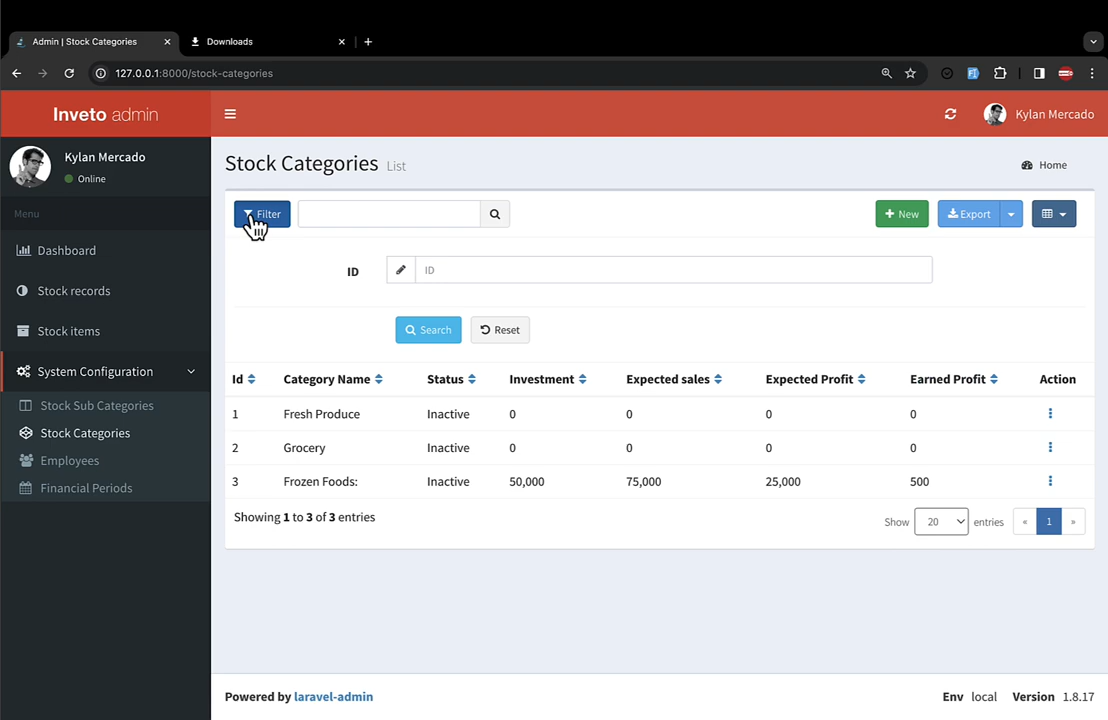 Admin | Stock Categories
Downloads
127.0.0.1:8000/stock-categories
Inveto admin
Kylan Mercado
Kylan Mercado
Online
Stock Categories List
Home
Menu
Filter
New
Export
Dashboard
Stock records
Stock items
System Configuration
Stock Sub Categories
Stock Categories
Employees
Financial Periods
ID
ID
Search
Reset
Id Category Name Status Investment Expected sales Expected Profit Earned Profit Action
1 Fresh Produce Inactive 0 0 0 0
2 Grocery Inactive 0 0 0 0
3 Frozen Foods: Inactive 50,000 75,000 25,000 500
Showing 1 to 3 of 3 entries
Show 20 entries « 1 »
Powered by laravel-admin
Env local Version 1.8.17